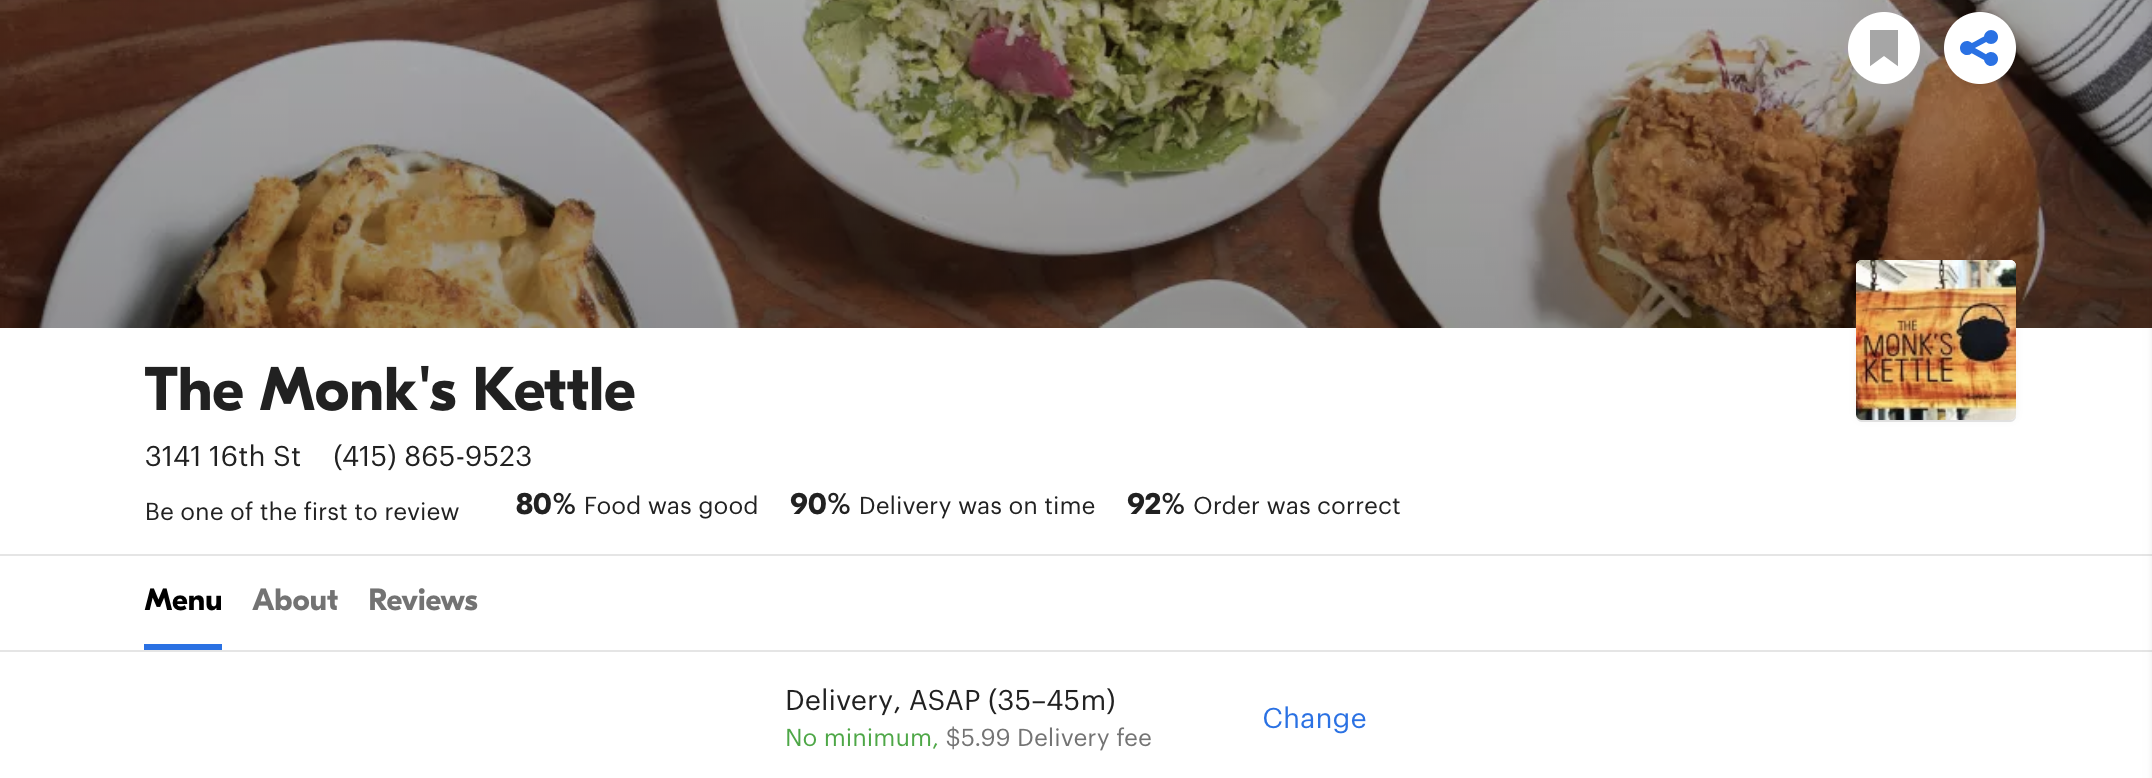 THE
MONK'S
KETTLE
The Monk's Kettle
3141 16th St (415) 865-9523
Be one of the first to review 80% Food was good 90% Delivery was on time 92% Order was correct
Menu About Reviews
Delivery, ASAP (35–45m)
No minimum, $5.99 Delivery fee
Change